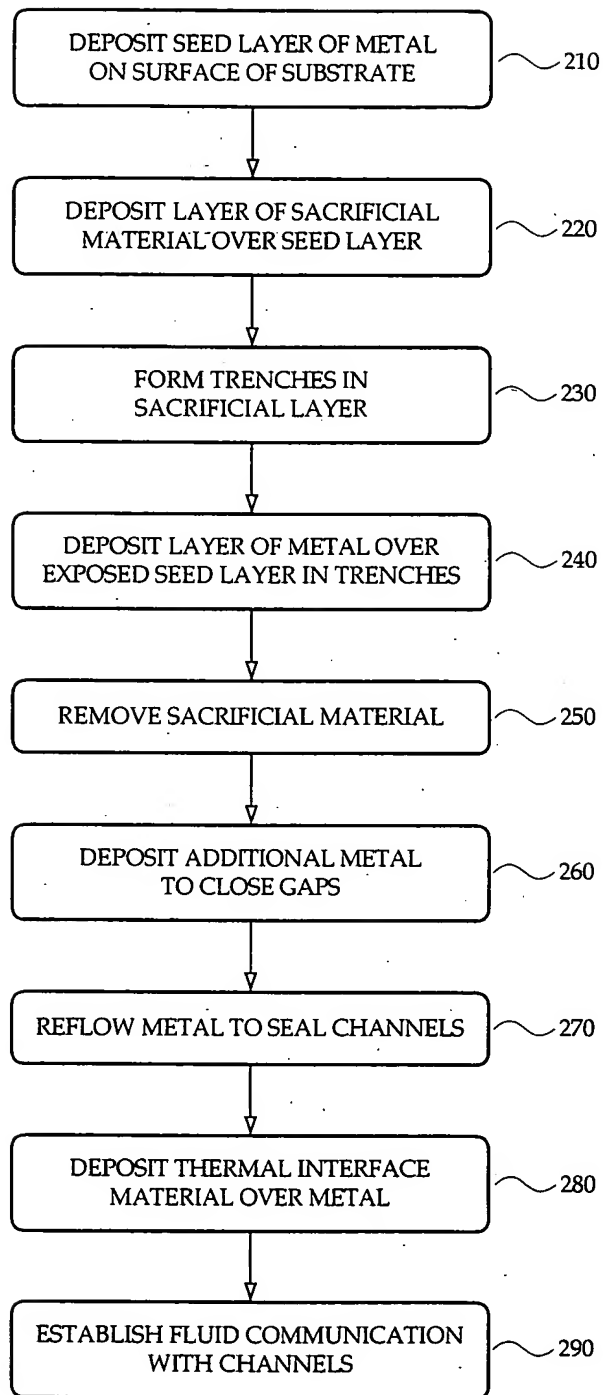 DEPOSIT SEED LAYER OF METAL
ON SURFACE OF SUBSTRATE
210
DEPOSIT LAYER OF SACRIFICIAL
MATERIAL OVER SEED LAYER
220
FORM TRENCHES IN
SACRIFICIAL LAYER
230
DEPOSIT LAYER OF METAL OVER
EXPOSED SEED LAYER IN TRENCHES
240
REMOVE SACRIFICIAL MATERIAL
250
DEPOSIT ADDITIONAL METAL
TO CLOSE GAPS
260
REFLOW METAL TO SEAL CHANNELS
270
DEPOSIT THERMAL INTERFACE
MATERIAL OVER METAL
280
ESTABLISH FLUID COMMUNICATION
WITH CHANNELS
290